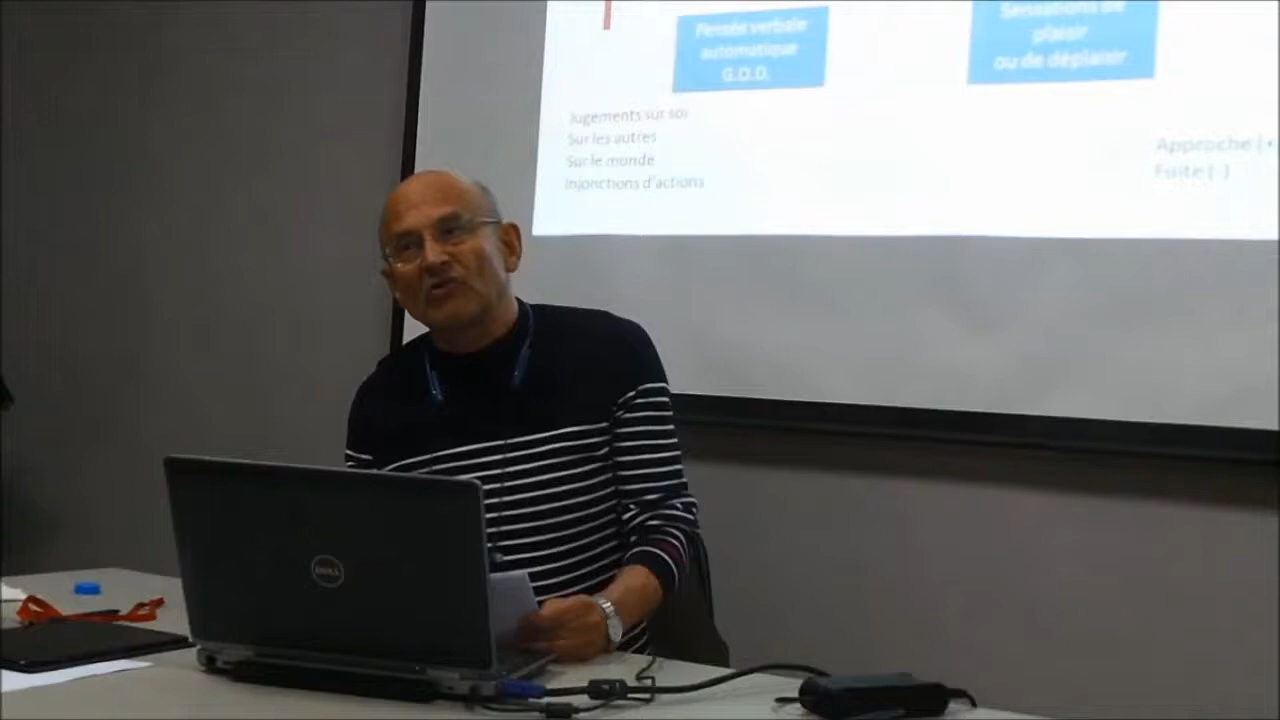 Pensée verbale
automatique
G.D.D.
Sensations de
plaisir
ou de déplaisir
Jugements sur soi
Sur les autres
Sur le monde
Injonctions d'actions
Approche (+
Fuite (-)
DELL